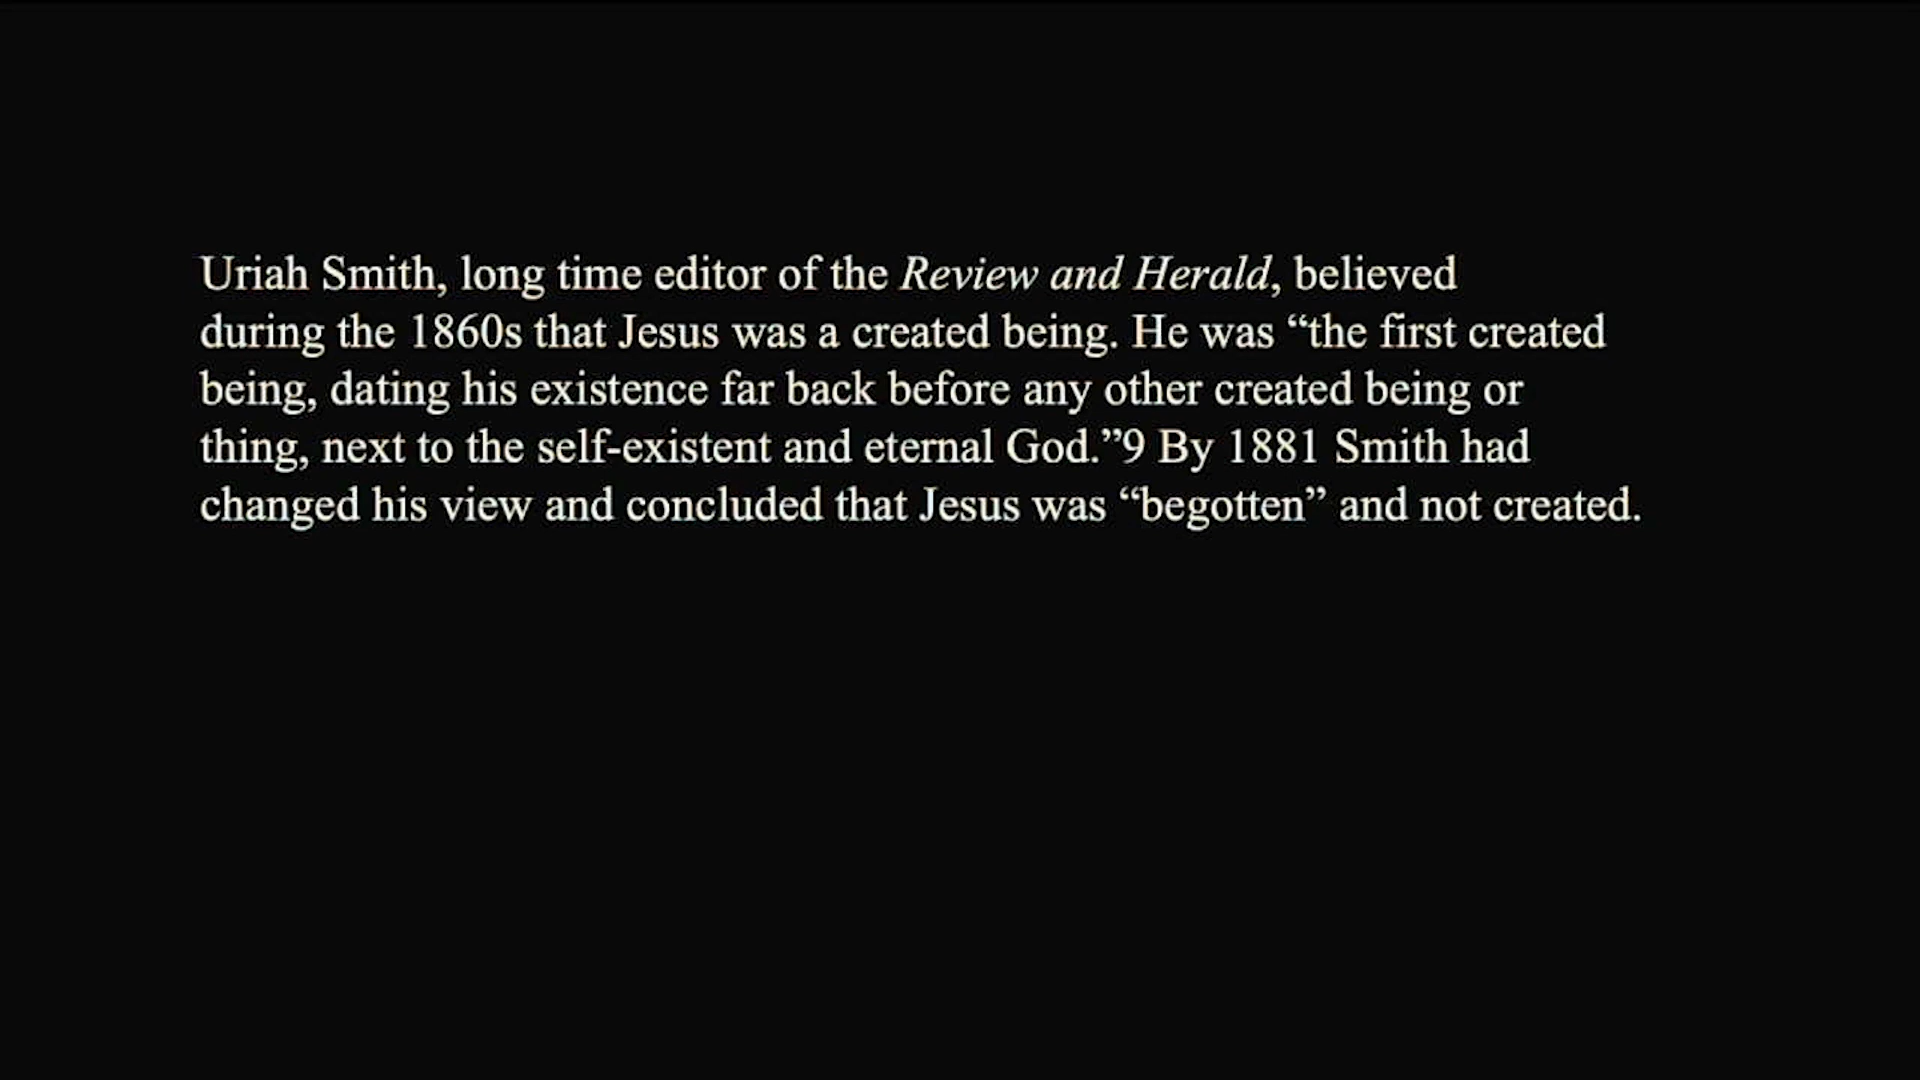 Uriah Smith, long time editor of the Review and Herald, believed
during the 1860s that Jesus was a created being. He was “the first created
being, dating his existence far back before any other created being or
thing, next to the self-existent and eternal God.”9 By 1881 Smith had
changed his view and concluded that Jesus was “begotten” and not created.